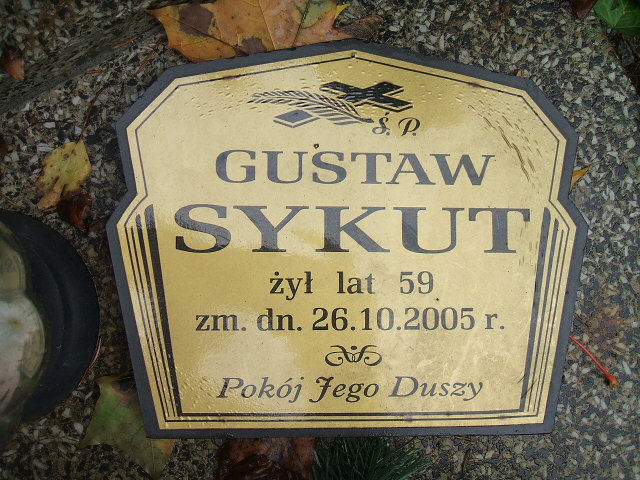 Ś. P.
GUSTAW
SYKUT
żył lat 59
zm. dn. 26.10.2005 r.
Pokój Jego Duszy